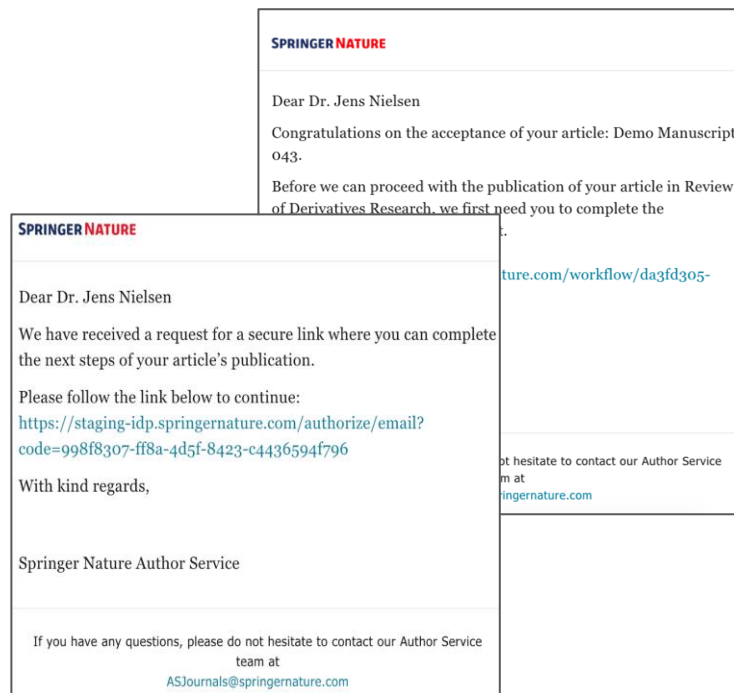 SPRINGER NATURE
Dear Dr. Jens Nielsen
Congratulations on the acceptance of your article: Demo Manuscript
043.
Before we can proceed with the publication of your article in Review
of Derivatives Research, we first need you to complete the
ture.com/workflow/da3fd305-
ot hesitate to contact our Author Service
m at
ringernature.com
SPRINGER NATURE
Dear Dr. Jens Nielsen
We have received a request for a secure link where you can complete
the next steps of your article's publication.
Please follow the link below to continue:
https://staging-idp.springernature.com/authorize/email?
code=998f8307-ff8a-4d5f-8423-c4436594f796
With kind regards,
Springer Nature Author Service
If you have any questions, please do not hesitate to contact our Author Service
team at
ASJournals@springernature.com